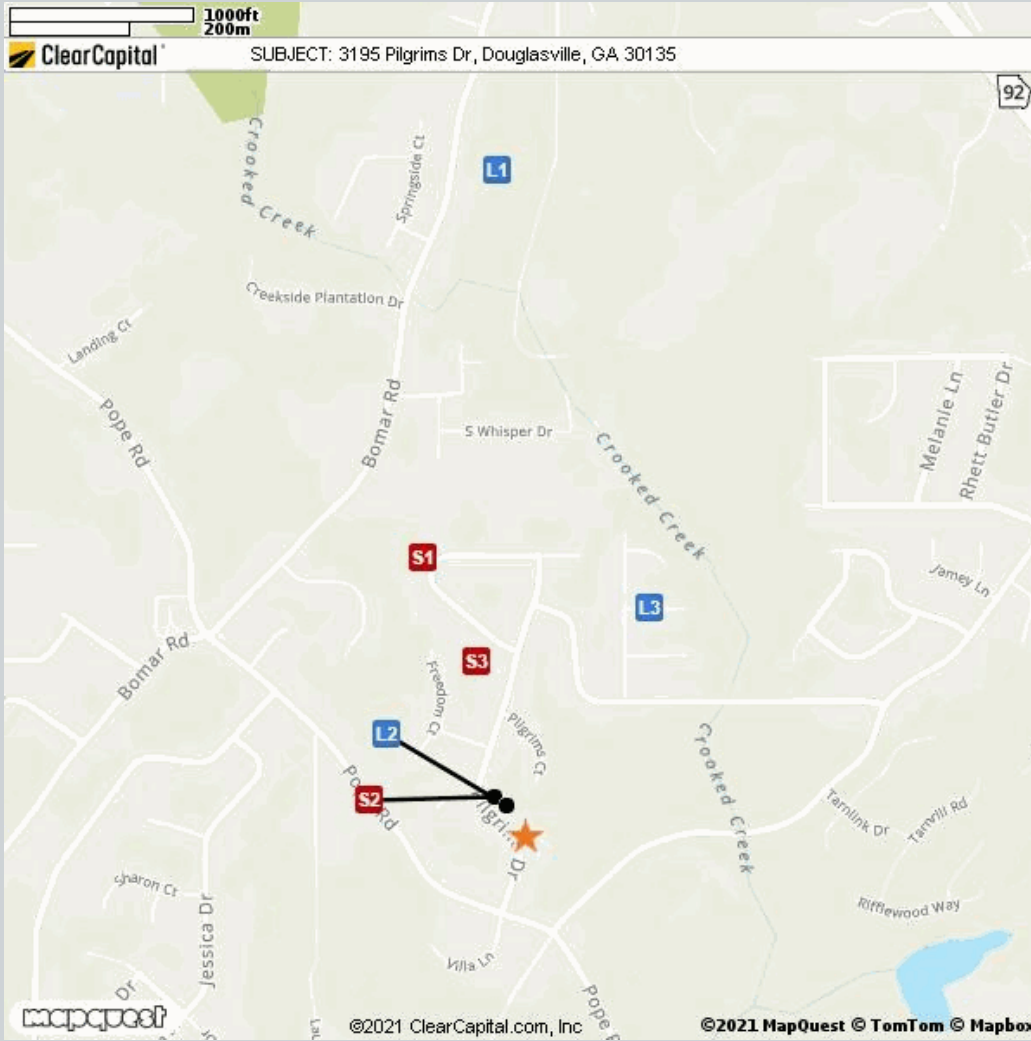 1000ft
200m
ClearCapital
SUBJECT: 3195 Pilgrims Dr, Douglasville, GA 30135
92
Crooked Creek
Springside Ct
L1
Creekside Plantation Dr
Landing Ct
Bomar Rd
Pope Rd
S Whisper Dr
Crooked Creek
Melanie Ln
Rhett Butler Dr
S1
Jamey Ln
L3
Bomar Rd
S3
Freedom Ct
Pilgrims Ct
L2
S2
Pope Rd
Pilgrims Dr
Crooked Creek
Tarnlink Dr
Tarnrill Rd
Sharon Ct
Jessica Dr
Rifflewood Way
Villa Ln
Dr
Pope
mapquest
©2021 ClearCapital.com, Inc
©2021 MapQuest © TomTom © Mapbox